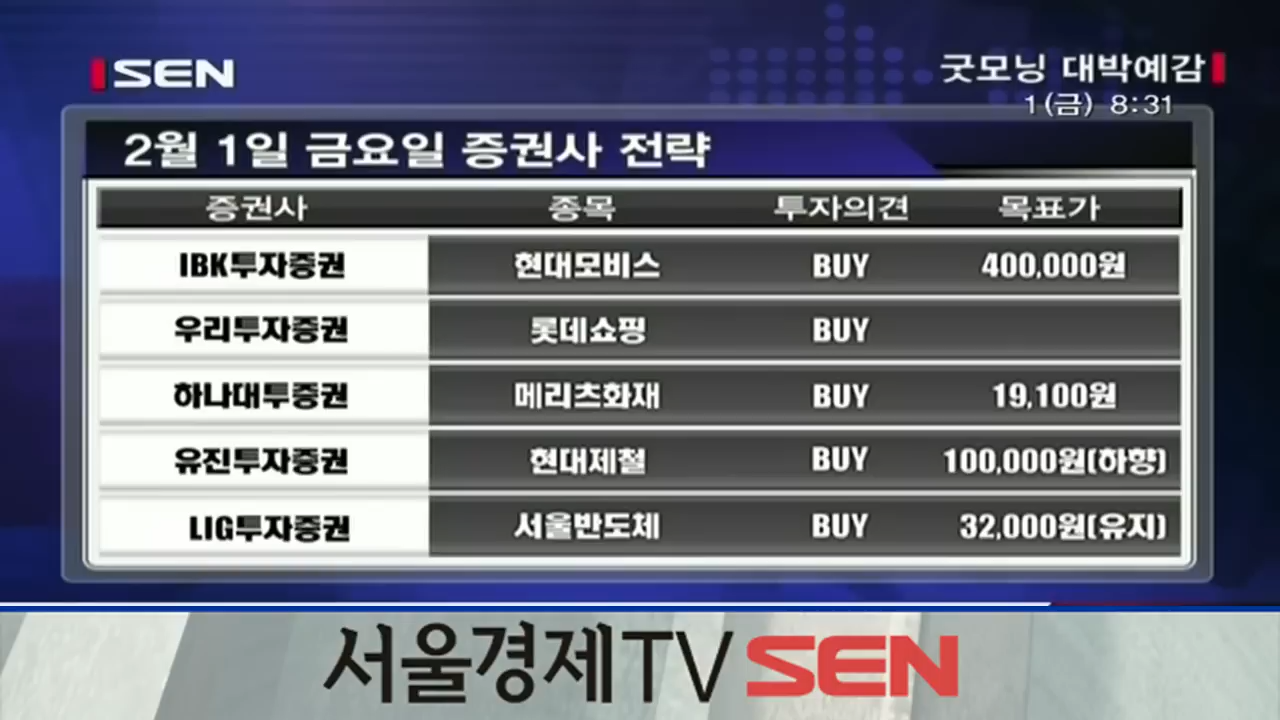 SEN
굿모닝 대박예감
1(금) 8:31
2월 1일 금요일 증권사 전략
증권사 종목 투자의견 목표가
IBK투자증권 현대모비스 BUY 400,000원
우리투자증권 롯데쇼핑 BUY
하나대투증권 메리츠화재 BUY 19,100원
유진투자증권 현대제철 BUY 100,000원(하향)
LIG투자증권 서울반도체 BUY 32,000원(유지)
서울경제TV SEN